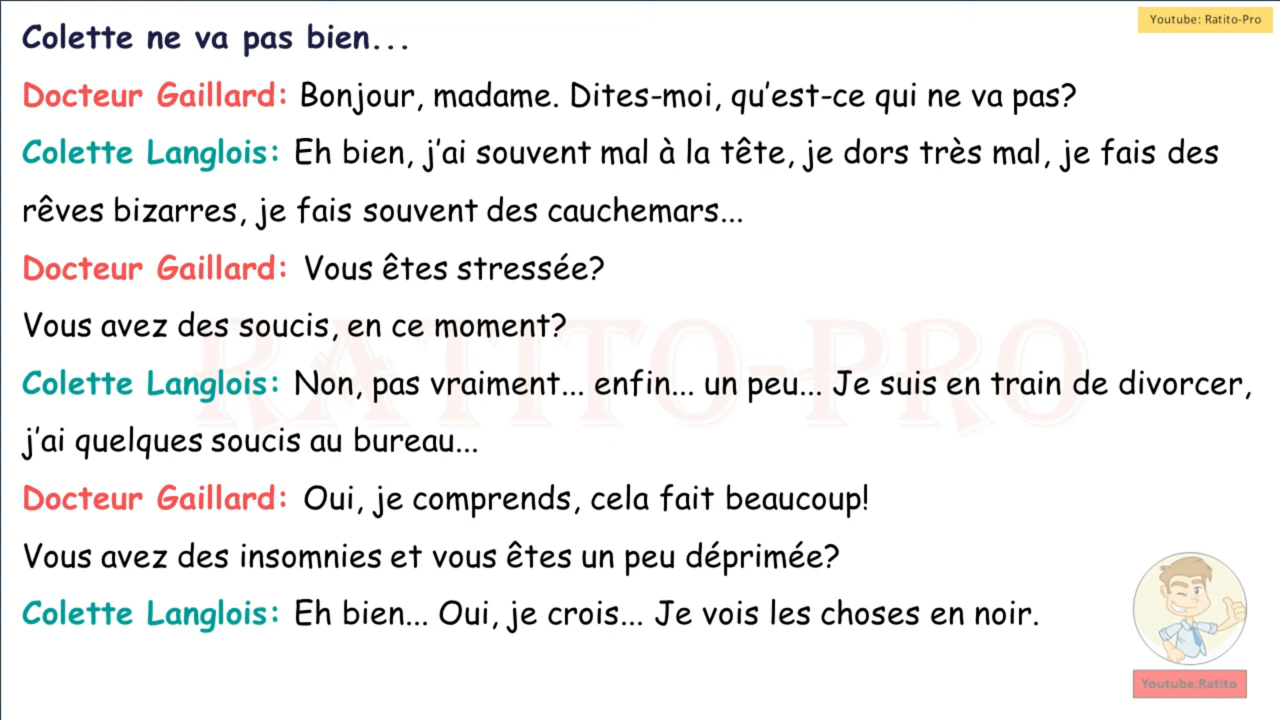 Youtube: Ratito-Pro
Colette ne va pas bien...
Docteur Gaillard: Bonjour, madame. Dites-moi, qu’est-ce qui ne va pas?
Colette Langlois: Eh bien, j’ai souvent mal à la tête, je dors très mal, je fais des
rêves bizarres, je fais souvent des cauchemars...
Docteur Gaillard: Vous êtes stressée?
Vous avez des soucis, en ce moment?
RATITO-PRO
Colette Langlois: Non, pas vraiment... enfin... un peu... Je suis en train de divorcer,
j’ai quelques soucis au bureau...
Docteur Gaillard: Oui, je comprends, cela fait beaucoup!
Vous avez des insomnies et vous êtes un peu déprimée?
Colette Langlois: Eh bien... Oui, je crois... Je vois les choses en noir.
Youtube:Ratito